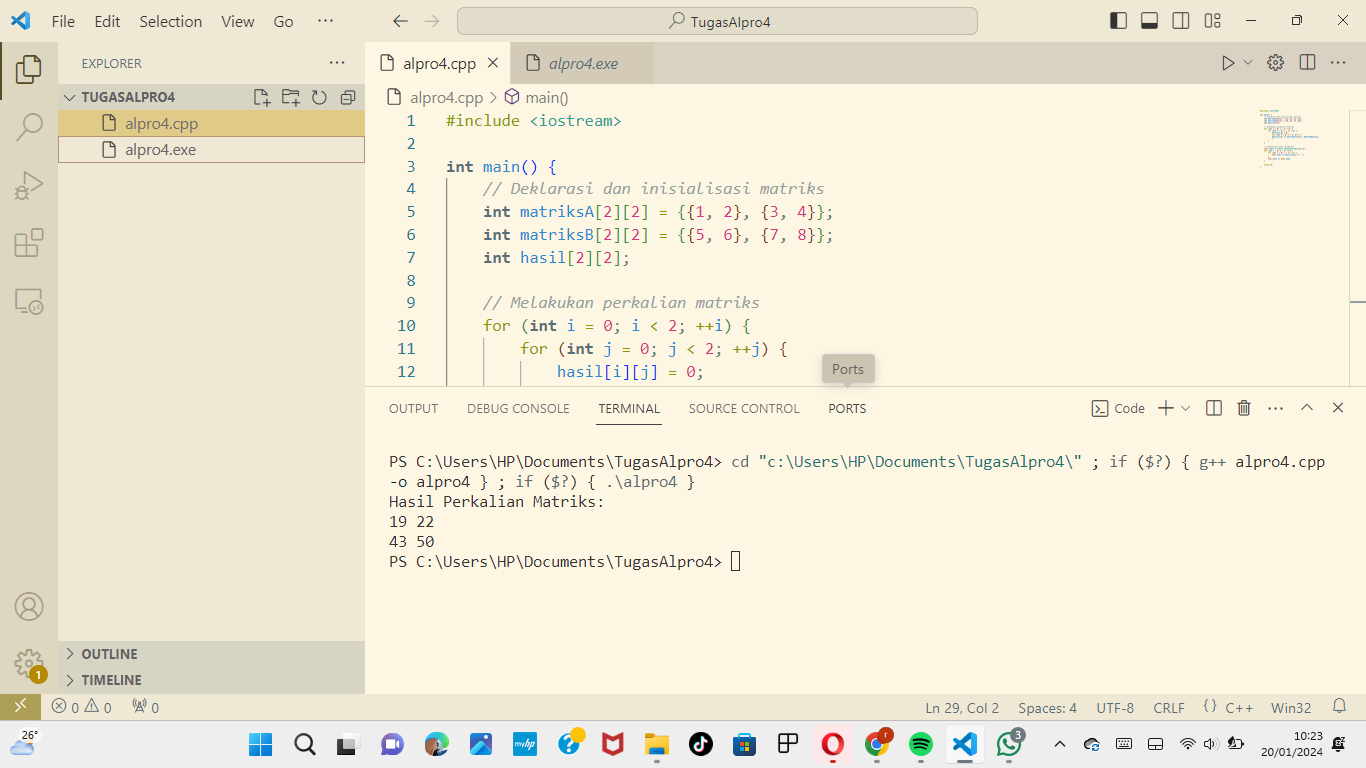 File Edit Selection View Go ··· TugasAlpro4
EXPLORER ···
TUGASALPRO4
alpro4.cpp
alpro4.exe
OUTLINE
TIMELINE
alpro4.cpp alpro4.exe
alpro4.cpp > main()
1 #include <iostream>
2
3 int main() {
4 // Deklarasi dan inisialisasi matriks
5 int matriksA[2][2] = {{1, 2}, {3, 4}};
6 int matriksB[2][2] = {{5, 6}, {7, 8}};
7 int hasil[2][2];
8
9 // Melakukan perkalian matriks
10 for (int i = 0; i < 2; ++i) {
11 for (int j = 0; j < 2; ++j) {
12 hasil[i][j] = 0;
Ports
OUTPUT DEBUG CONSOLE TERMINAL SOURCE CONTROL PORTS Code
PS C:\Users\HP\Documents\TugasAlpro4> cd "c:\Users\HP\Documents\TugasAlpro4\" ; if ($?) { g++ alpro4.cpp
-o alpro4 } ; if ($?) { .\alpro4 }
Hasil Perkalian Matriks:
19 22
43 50
PS C:\Users\HP\Documents\TugasAlpro4>
1
0 0 0 Ln 29, Col 2 Spaces: 4 UTF-8 CRLF {} C++ Win32
26° myhp r 3 10:23
20/01/2024